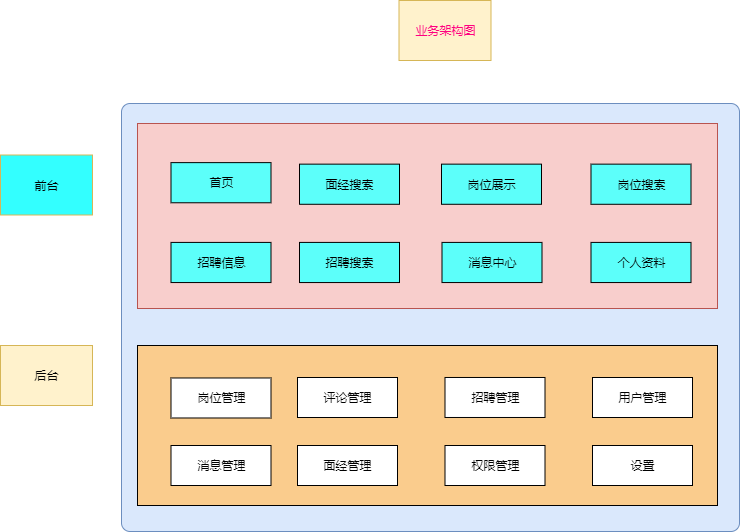 业务架构图
前台
首页
面经搜索
岗位展示
岗位搜索
招聘信息
招聘搜索
消息中心
个人资料
后台
岗位管理
评论管理
招聘管理
用户管理
消息管理
面经管理
权限管理
设置